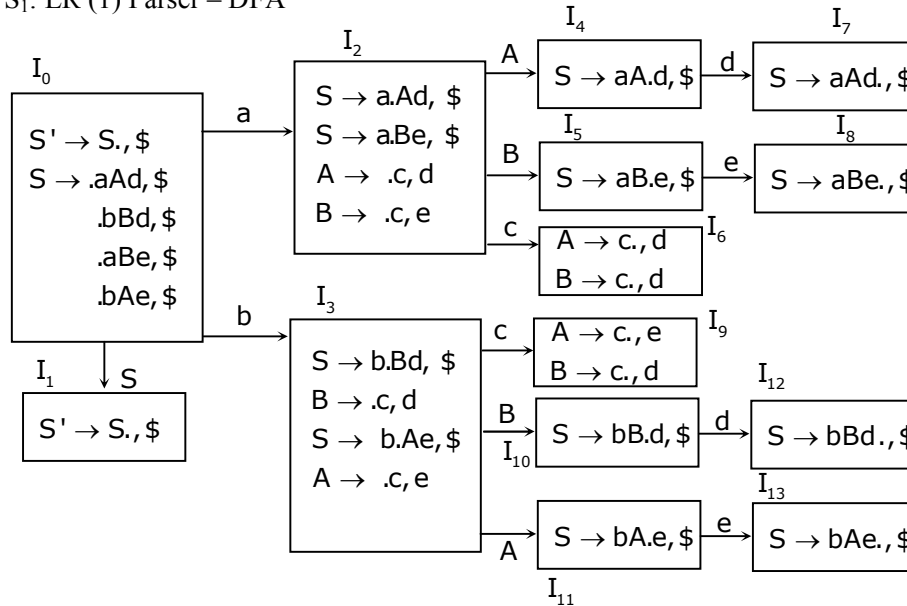 S₁: LR (1) Parser – DFA
I₀
S' → S., $
S → .aAd, $
.bBd, $
.aBe, $
.bAe, $
a
b
S
I₁
S' → S., $
I₂
S → a.Ad, $
S → a.Be, $
A → .c, d
B → .c, e
A
B
c
I₃
S → b.Bd, $
B → .c, d
S → b.Ae, $
A → .c, e
c
B
A
I₄
S → aA.d, $
d
I₇
S → aAd., $
I₅
S → aB.e, $
e
I₈
S → aBe., $
I₆
A → c., d
B → c., d
I₉
A → c., e
B → c., d
I₁₀
S → bB.d, $
d
I₁₂
S → bBd., $
I₁₁
S → bA.e, $
e
I₁₃
S → bAe., $